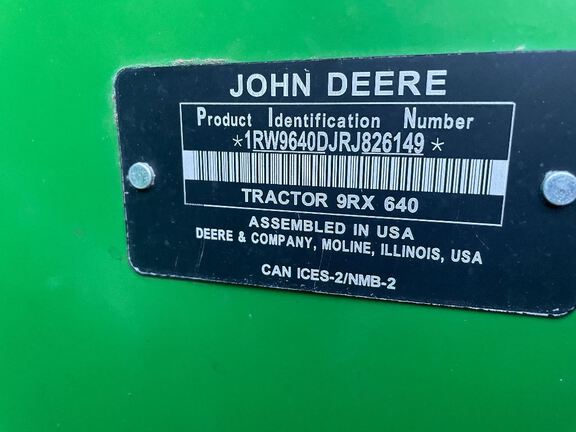 JOHN DEERE
Product Identification Number
*1RW9640DJRJ826149*
TRACTOR 9RX 640
ASSEMBLED IN USA
DEERE & COMPANY, MOLINE, ILLINOIS, USA
CAN ICES-2/NMB-2